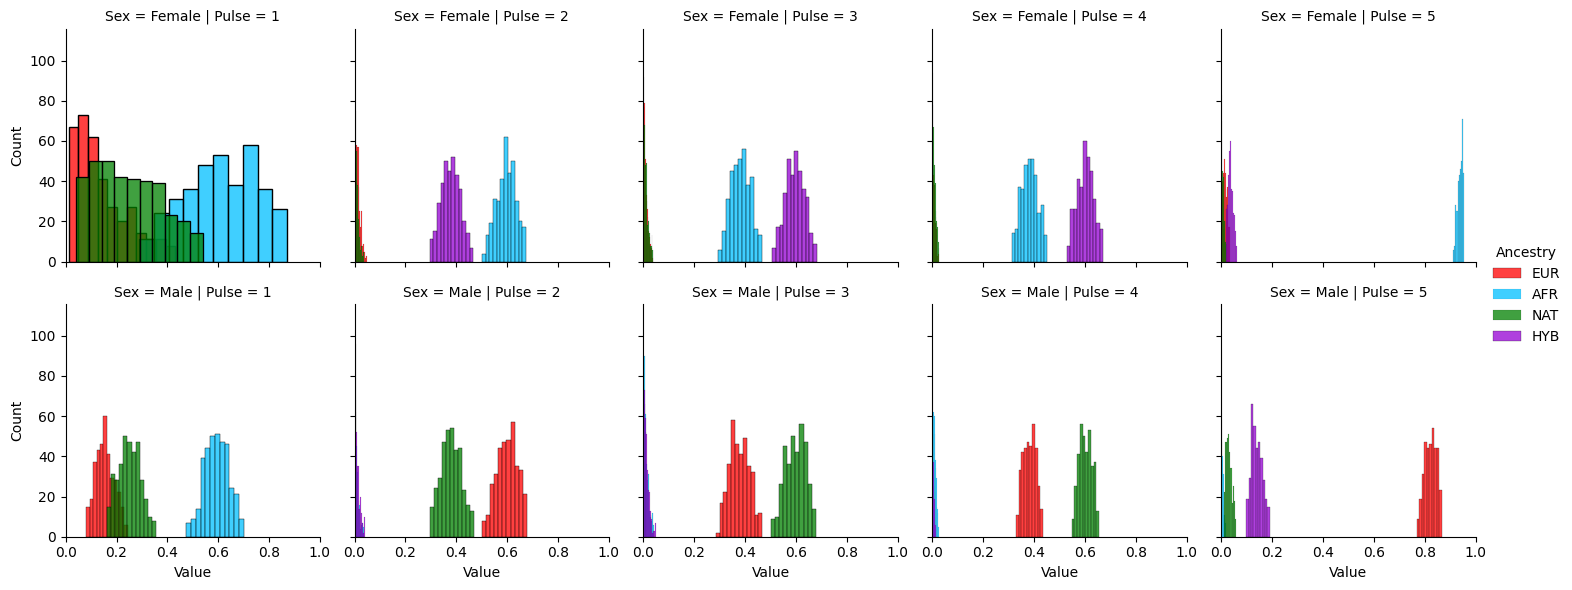 Sex = Female | Pulse = 1
Sex = Female | Pulse = 2
Sex = Female | Pulse = 3
Sex = Female | Pulse = 4
Sex = Female | Pulse = 5
100
80
60
40
20
0
Count
Sex = Male | Pulse = 1
Sex = Male | Pulse = 2
Sex = Male | Pulse = 3
Sex = Male | Pulse = 4
Sex = Male | Pulse = 5
100
80
60
40
20
0
Count
0.0 0.2 0.4 0.6 0.8 1.0
0.2 0.4 0.6 0.8 1.0
0.0 0.2 0.4 0.6 0.8 1.0
0.0 0.2 0.4 0.6 0.8 1.0
0.0 0.2 0.4 0.6 0.8 1.0
Value
Value
Value
Value
Value
Ancestry
EUR
AFR
NAT
HYB